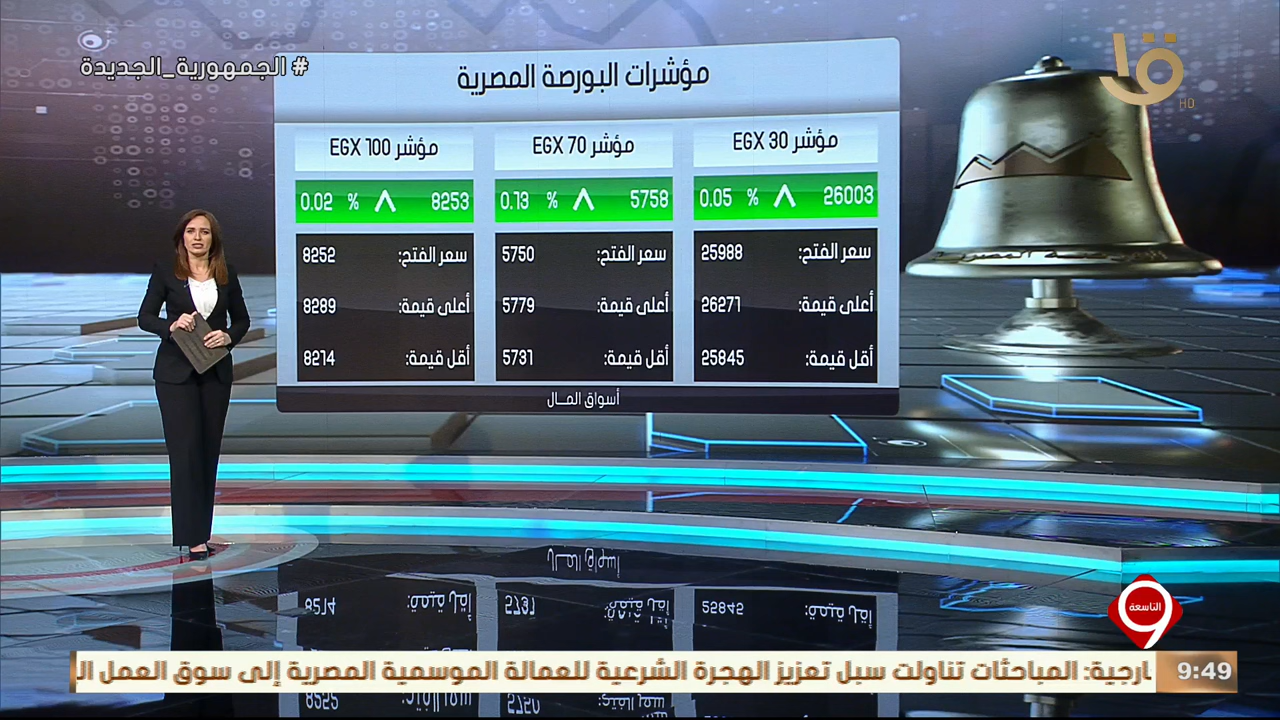 #الجمهورية_الجديدة
HD
مؤشرات البورصة المصرية
مؤشر EGX 30
26003 % 0.05
سعر الفتح: 25988
أعلى قيمة: 26271
أقل قيمة: 25845
مؤشر EGX 70
5758 % 0.13
سعر الفتح: 5750
أعلى قيمة: 5779
أقل قيمة: 5731
مؤشر EGX 100
8253 % 0.02
سعر الفتح: 8252
أعلى قيمة: 8289
أقل قيمة: 8214
أسواق المــال
التاسعة
9
9:49
ارجية: المباحثات تناولت سبل تعزيز الهجرة الشرعية للعمالة الموسمية المصرية إلى سوق العمل ال